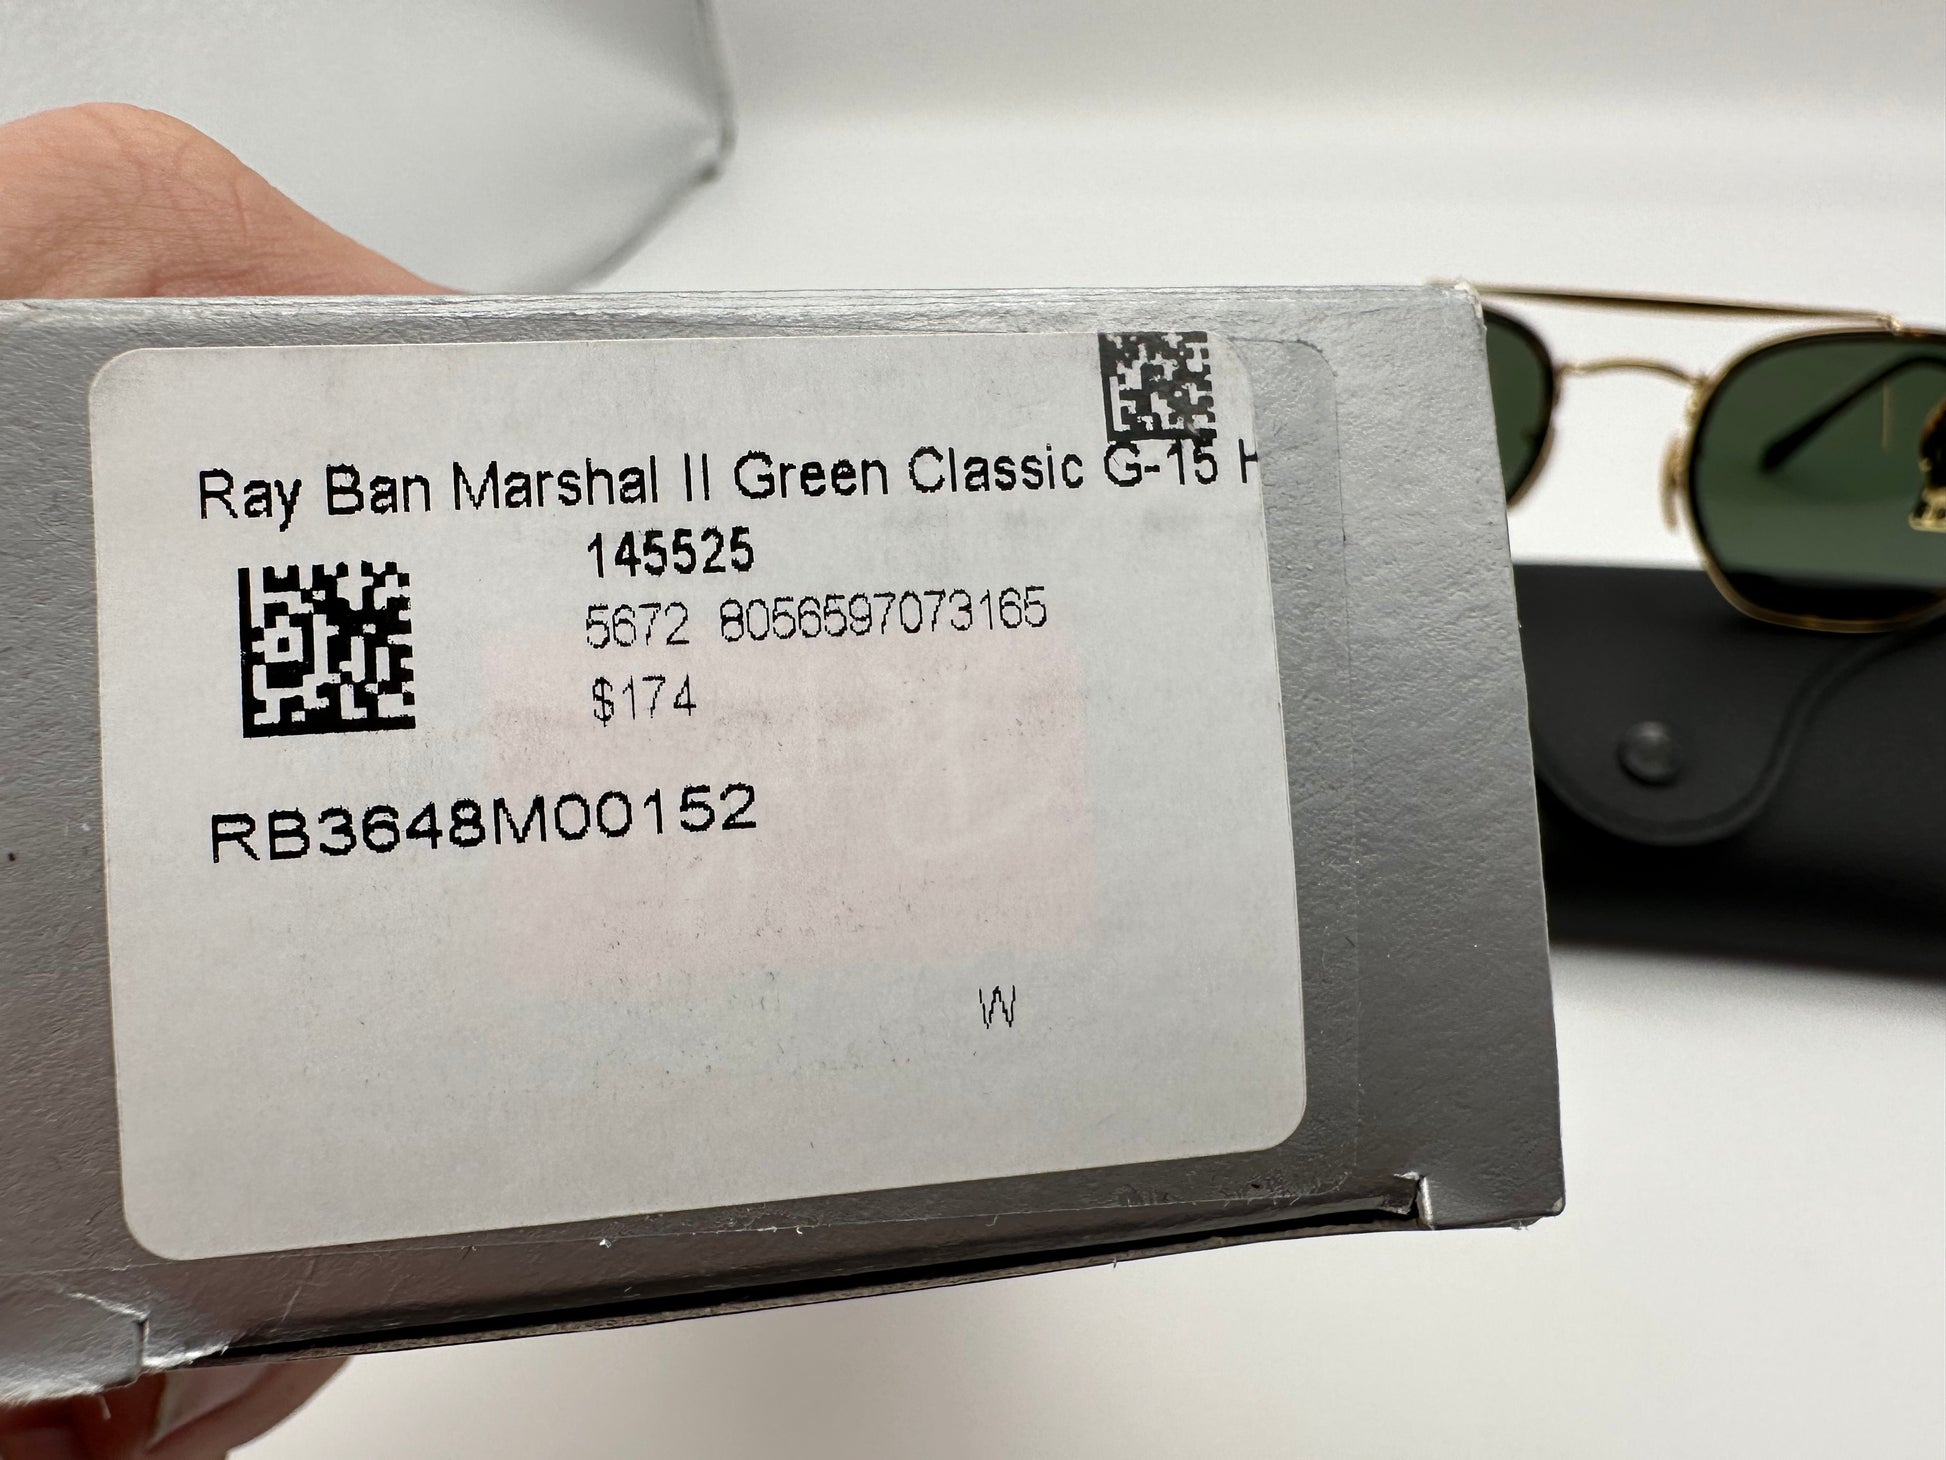 Ray Ban Marshal II Green Classic G-15 H
145525
5672 8056597073165
$174
RB3648M00152
W